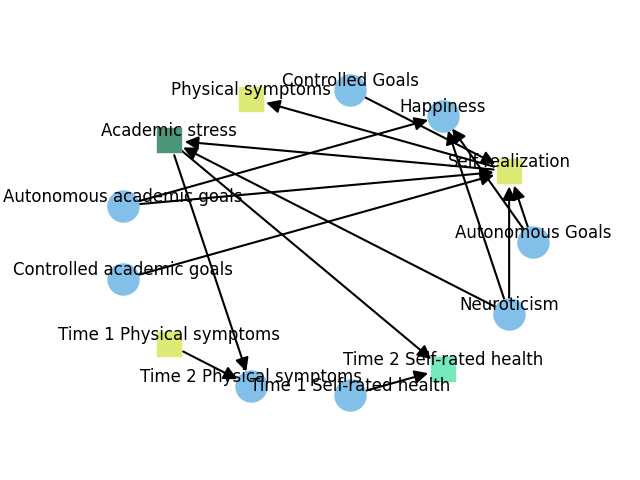 Controlled Goals
Physical symptoms
Happiness
Academic stress
Self-realization
Autonomous academic goals
Autonomous Goals
Controlled academic goals
Neuroticism
Time 1 Physical symptoms
Time 2 Self-rated health
Time 2 Physical symptoms
Time 1 Self-rated health